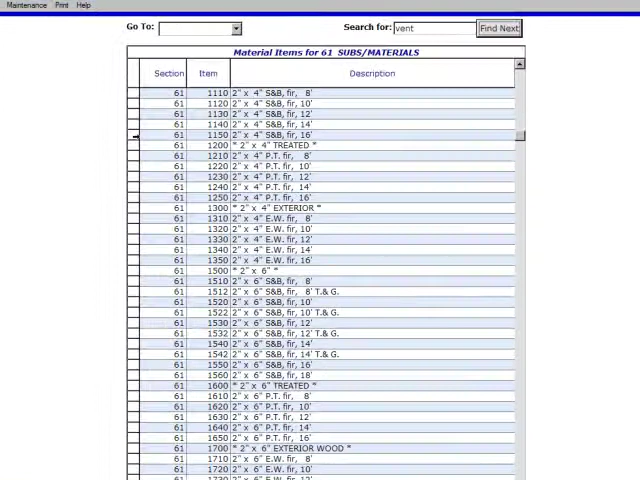 Maintenance Print Help
Go To: Search for: vent Find Next
Material Items for 61 SUBS/MATERIALS
Section Item Description
61 1110 2" x 4" S&B, fir, 8'
61 1120 2" x 4" S&B, fir, 10'
61 1130 2" x 4" S&B, fir, 12'
61 1140 2" x 4" S&B, fir, 14'
61 1150 2" x 4" S&B, fir, 16'
61 1200 * 2" x 4" TREATED *
61 1210 2" x 4" P.T. fir, 8'
61 1220 2" x 4" P.T. fir, 10'
61 1230 2" x 4" P.T. fir, 12'
61 1240 2" x 4" P.T. fir, 14'
61 1250 2" x 4" P.T. fir, 16'
61 1300 * 2" x 4" EXTERIOR *
61 1310 2" x 4" E.W. fir, 8'
61 1320 2" x 4" E.W. fir, 10'
61 1330 2" x 4" E.W. fir, 12'
61 1340 2" x 4" E.W. fir, 14'
61 1350 2" x 4" E.W. fir, 16'
61 1500 * 2" x 6" *
61 1510 2" x 6" S&B, fir, 8'
61 1512 2" x 6" S&B, fir, 8' T.& G.
61 1520 2" x 6" S&B, fir, 10'
61 1522 2" x 6" S&B, fir, 10' T.& G.
61 1530 2" x 6" S&B, fir, 12'
61 1532 2" x 6" S&B, fir, 12' T.& G.
61 1540 2" x 6" S&B, fir, 14'
61 1542 2" x 6" S&B, fir, 14' T.& G.
61 1550 2" x 6" S&B, fir, 16'
61 1560 2" x 6" S&B, fir, 18'
61 1600 * 2" x 6" TREATED *
61 1610 2" x 6" P.T. fir, 8'
61 1620 2" x 6" P.T. fir, 10'
61 1630 2" x 6" P.T. fir, 12'
61 1640 2" x 6" P.T. fir, 14'
61 1650 2" x 6" P.T. fir, 16'
61 1700 * 2" x 6" EXTERIOR WOOD *
61 1710 2" x 6" E.W. fir, 8'
61 1720 2" x 6" E.W. fir, 10'
61 1730 2" x 6" E.W. fir, 12'